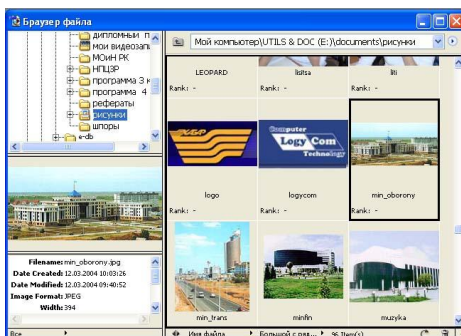 Браузер файла
дипломный п
мои видеозапи
МОиН РК
НПЦЗР
программа 3 к
программа 4
рефераты
рисунки
шпоры
e-db
Filename: min_oborony.jpg
Date Created: 12.03.2004 10:03:26
Date Modified: 12.03.2004 09:40:52
Image Format: JPEG
Width: 394
Все
Мой компьютер\UTILS & DOC (E:)\documents\рисунки
LEOPARD
lisitsa
liti
Rank: -
Rank: -
Rank: -
Computer
Logy Com
Technology
logo
logycom
min_oborony
Rank: -
Rank: -
Rank: -
min_trans
minfin
muzyka
Имя файла
Большой с ран...
96 Item(s)